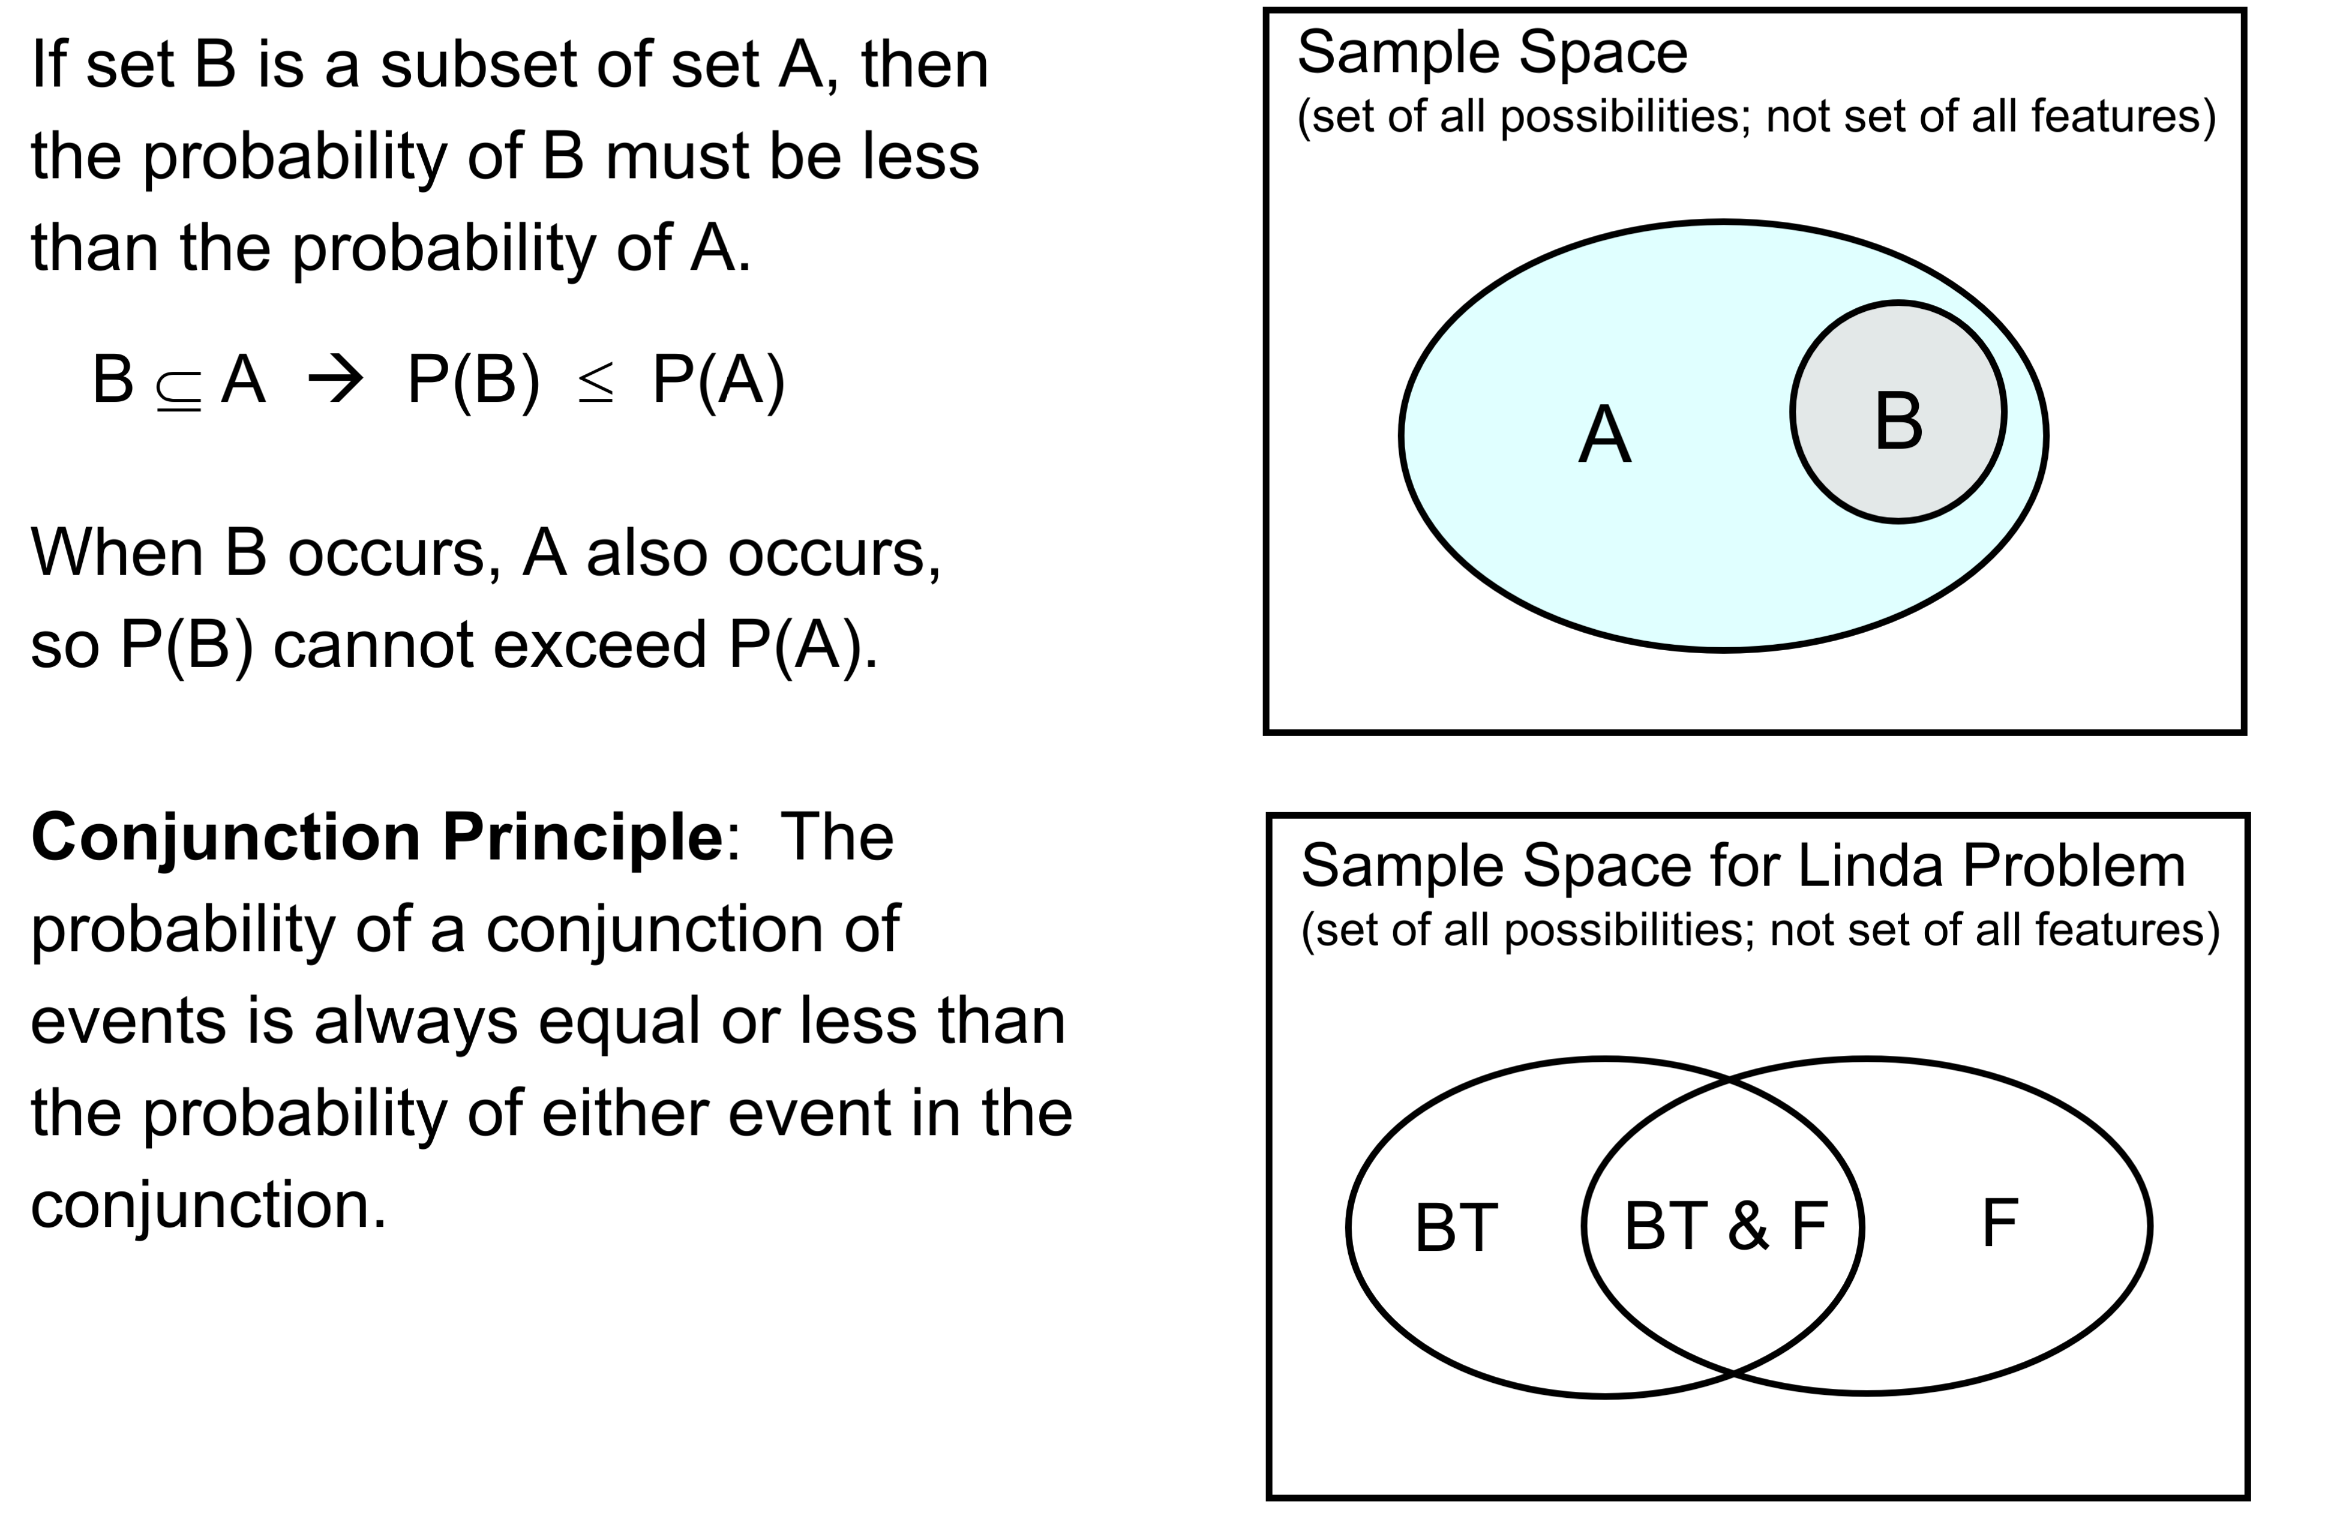 If set B is a subset of set A, then
the probability of B must be less
than the probability of A.
B ⊆ A → P(B) ≤ P(A)
When B occurs, A also occurs,
so P(B) cannot exceed P(A).
Conjunction Principle: The
probability of a conjunction of
events is always equal or less than
the probability of either event in the
conjunction.
Sample Space
(set of all possibilities; not set of all features)
A
B
Sample Space for Linda Problem
(set of all possibilities; not set of all features)
BT
BT & F
F